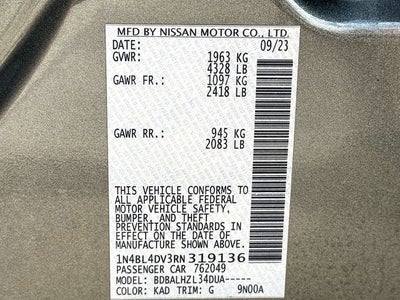 MFD BY NISSAN MOTOR CO., LTD.
DATE: 09/23
GVWR: 1963 KG
4328 LB
GAWR FR: 1097 KG
2418 LB
GAWR RR: 945 KG
2083 LB
THIS VEHICLE CONFORMS TO
ALL APPLICABLE FEDERAL
MOTOR VEHICLE SAFETY,
BUMPER, AND THEFT
PREVENTION STANDARDS IN
EFFECT ON THE DATE OF
MANUFACTURE SHOWN ABOVE.
1N4BL4DV3RN319136
PASSENGER CAR 762049
MODEL: BDBALHZL34DUA-----
COLOR: KAD TRIM: G 9N00A